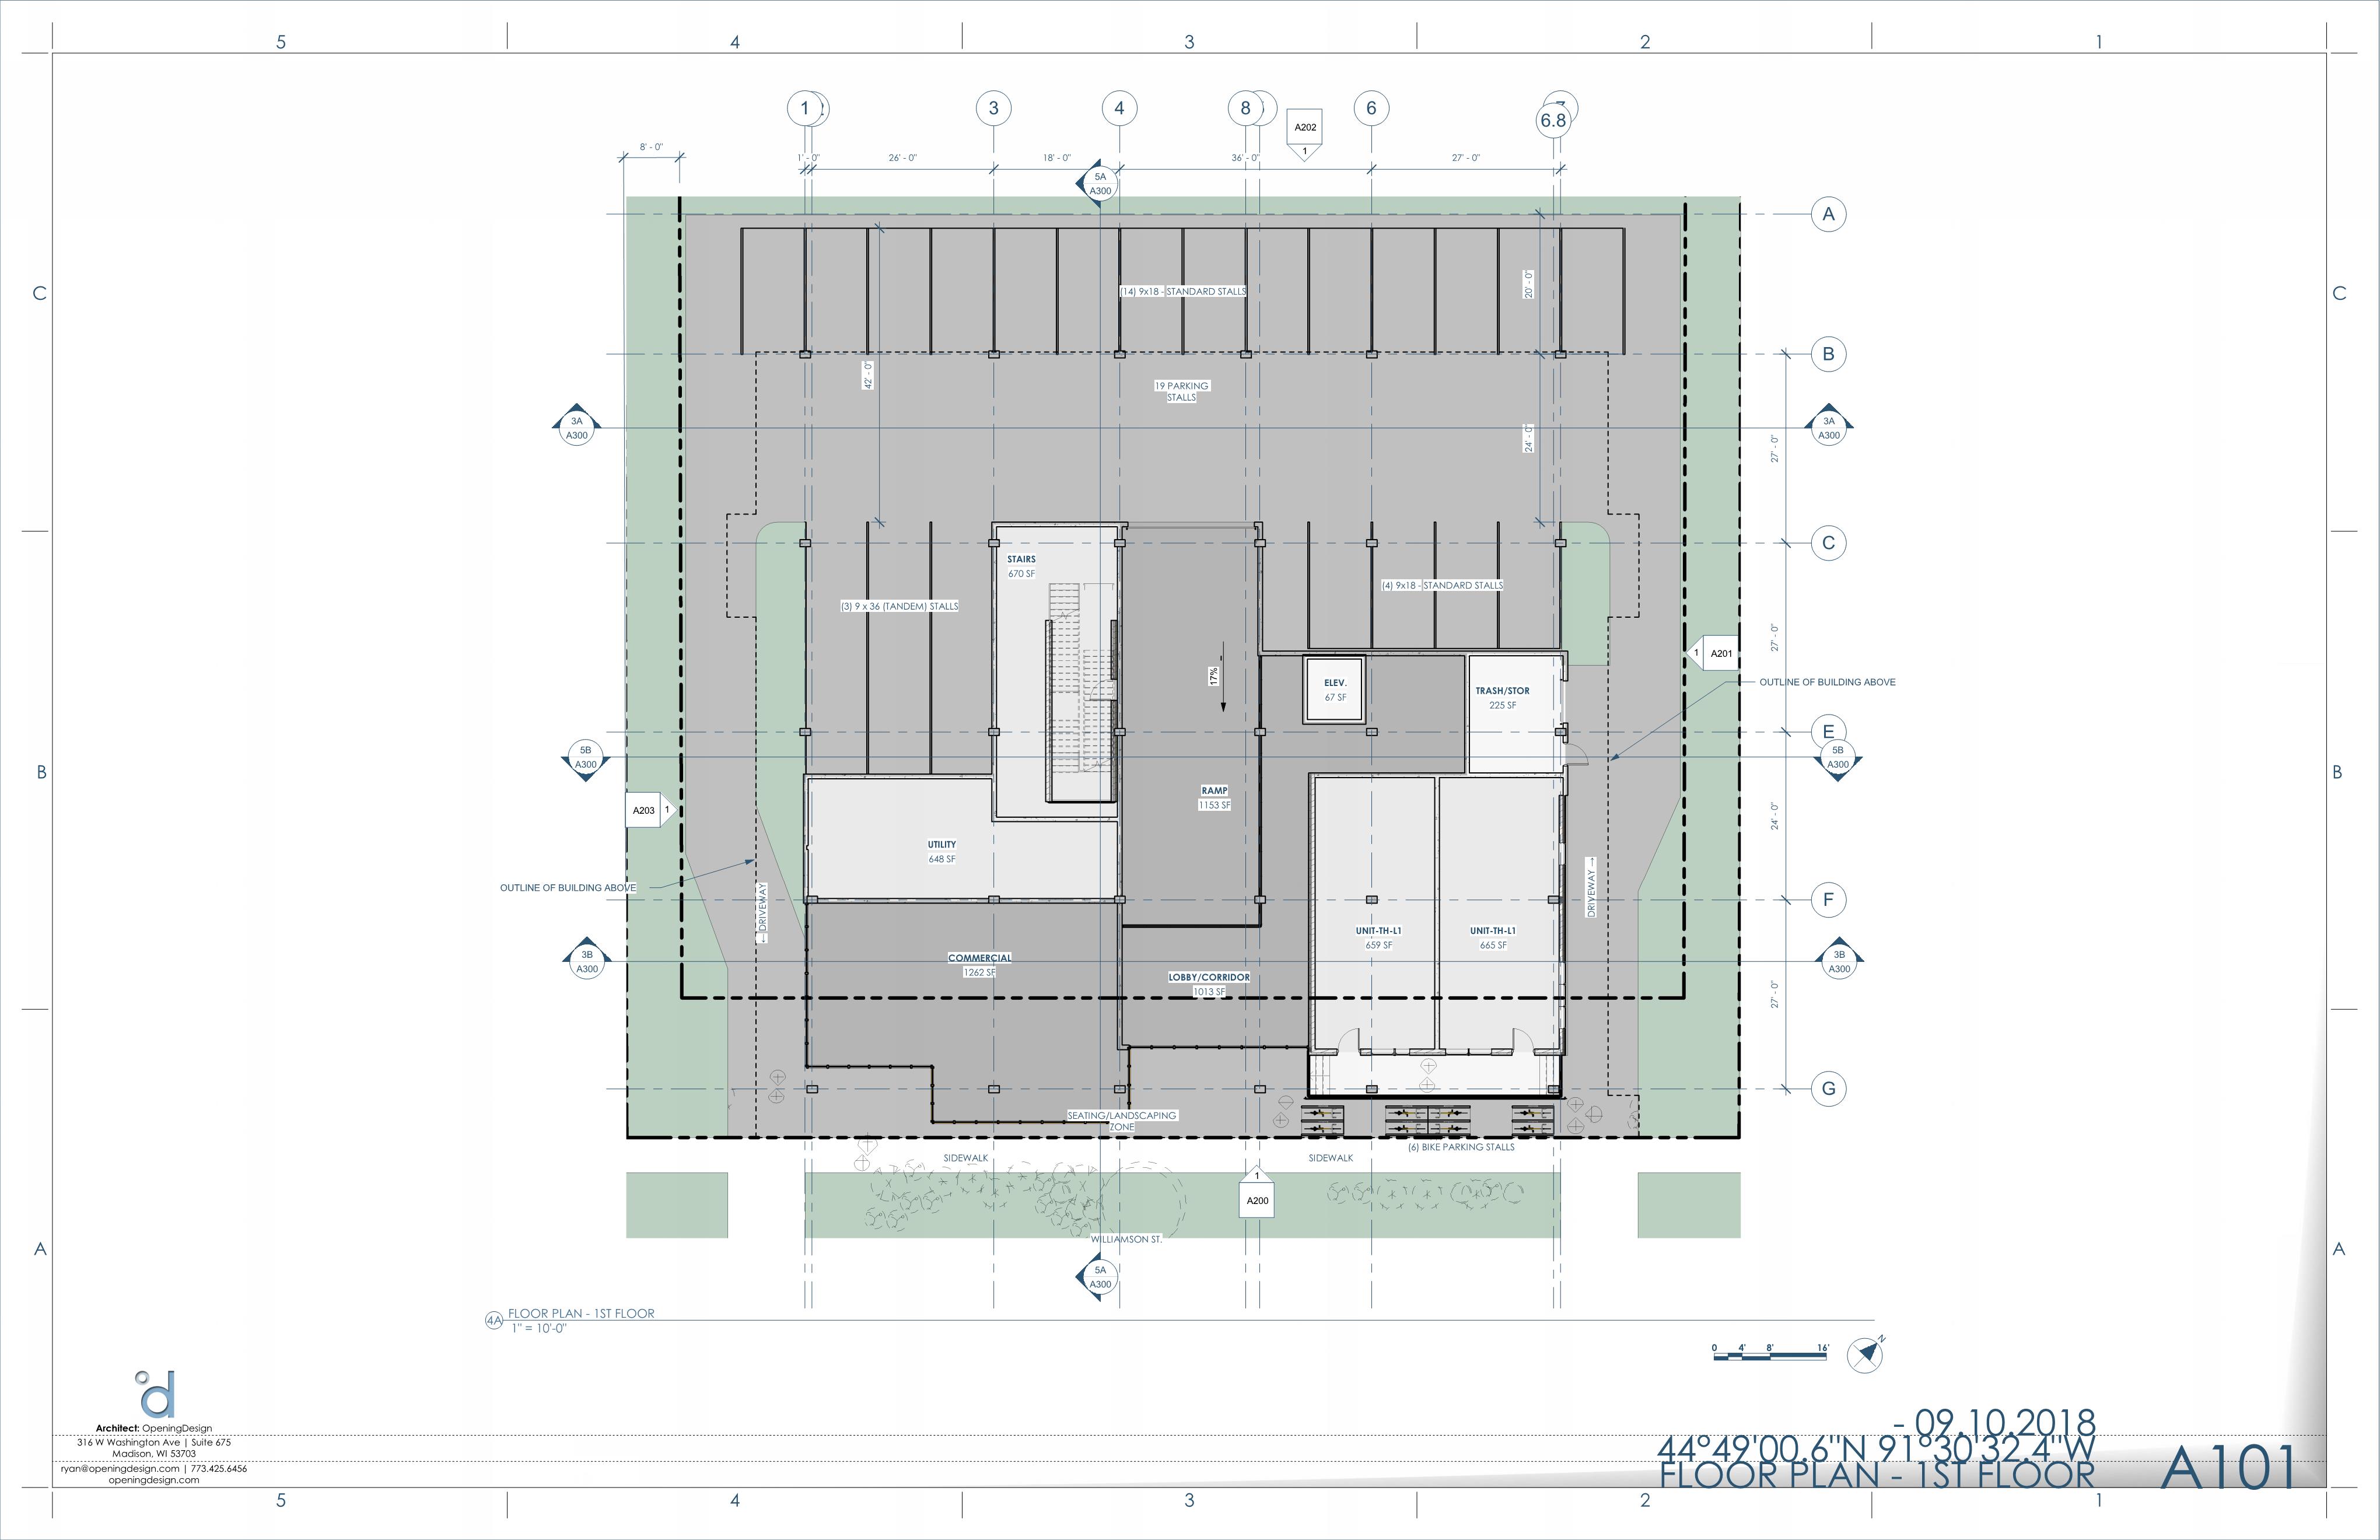 5
4
3
2
1
1
3
4
8
6
7
6.8
A202
1
8' - 0"
1' - 0"
26' - 0"
18' - 0"
36' - 0"
27' - 0"
5A
A300
A
C
C
(14) 9x18 - STANDARD STALLS
20' - 0"
B
42' - 0"
19 PARKING
STALLS
3A
A300
3A
A300
24' - 0"
27' - 0"
C
STAIRS
670 SF
(4) 9x18 - STANDARD STALLS
(3) 9 x 36 (TANDEM) STALLS
27' - 0"
1
A201
17%
ELEV.
67 SF
TRASH/STOR
225 SF
OUTLINE OF BUILDING ABOVE
E
5B
A300
5B
A300
B
B
RAMP
1153 SF
A203
1
24' - 0"
UTILITY
648 SF
OUTLINE OF BUILDING ABOVE
← DRIVEWAY
DRIVEWAY →
F
UNIT-TH-L1
659 SF
UNIT-TH-L1
665 SF
3B
A300
3B
A300
COMMERCIAL
1262 SF
LOBBY/CORRIDOR
1013 SF
27' - 0"
G
SEATING/LANDSCAPING
ZONE
(6) BIKE PARKING STALLS
SIDEWALK
SIDEWALK
1
A200
WILLIAMSON ST.
A
A
5A
A300
4A
FLOOR PLAN - 1ST FLOOR
1" = 10'-0"
0
4'
8'
16'
N
Architect: OpeningDesign
316 W Washington Ave | Suite 675
Madison, WI 53703
ryan@openingdesign.com | 773.425.6456
openingdesign.com
- 09.10.2018
44°49'00.6"N 91°30'32.4"W
FLOOR PLAN - 1ST FLOOR
A101
5
4
3
2
1